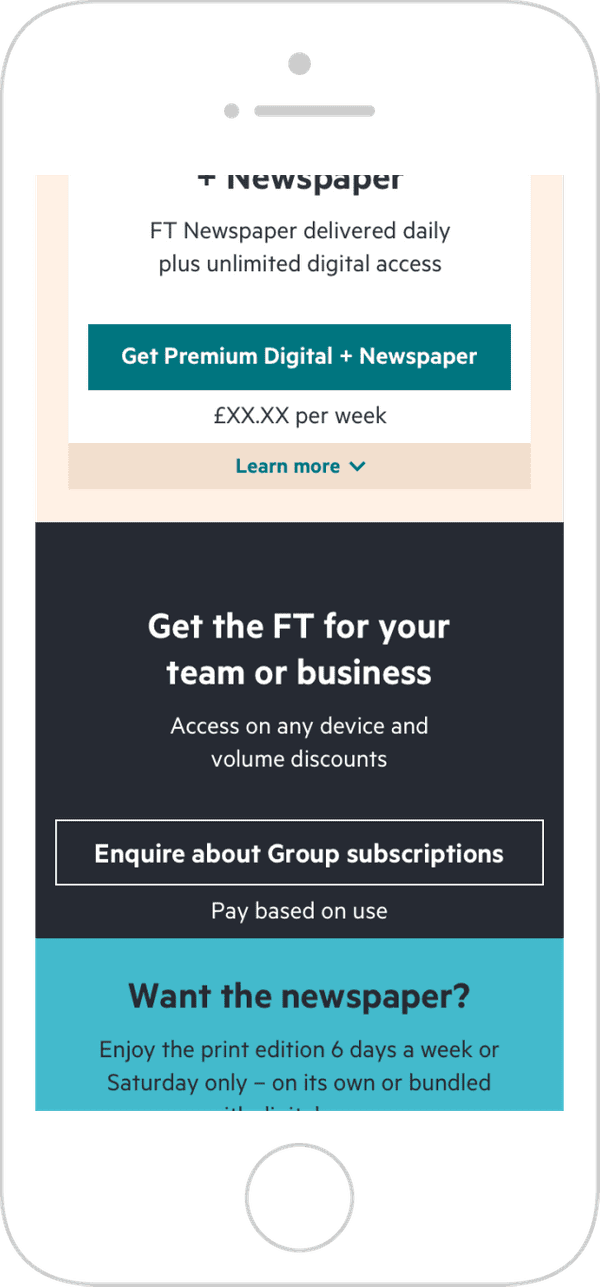 + Newspaper
FT Newspaper delivered daily
plus unlimited digital access
Get Premium Digital + Newspaper
£XX.XX per week
Learn more
Get the FT for your
team or business
Access on any device and
volume discounts
Enquire about Group subscriptions
Pay based on use
Want the newspaper?
Enjoy the print edition 6 days a week or
Saturday only – on its own or bundled